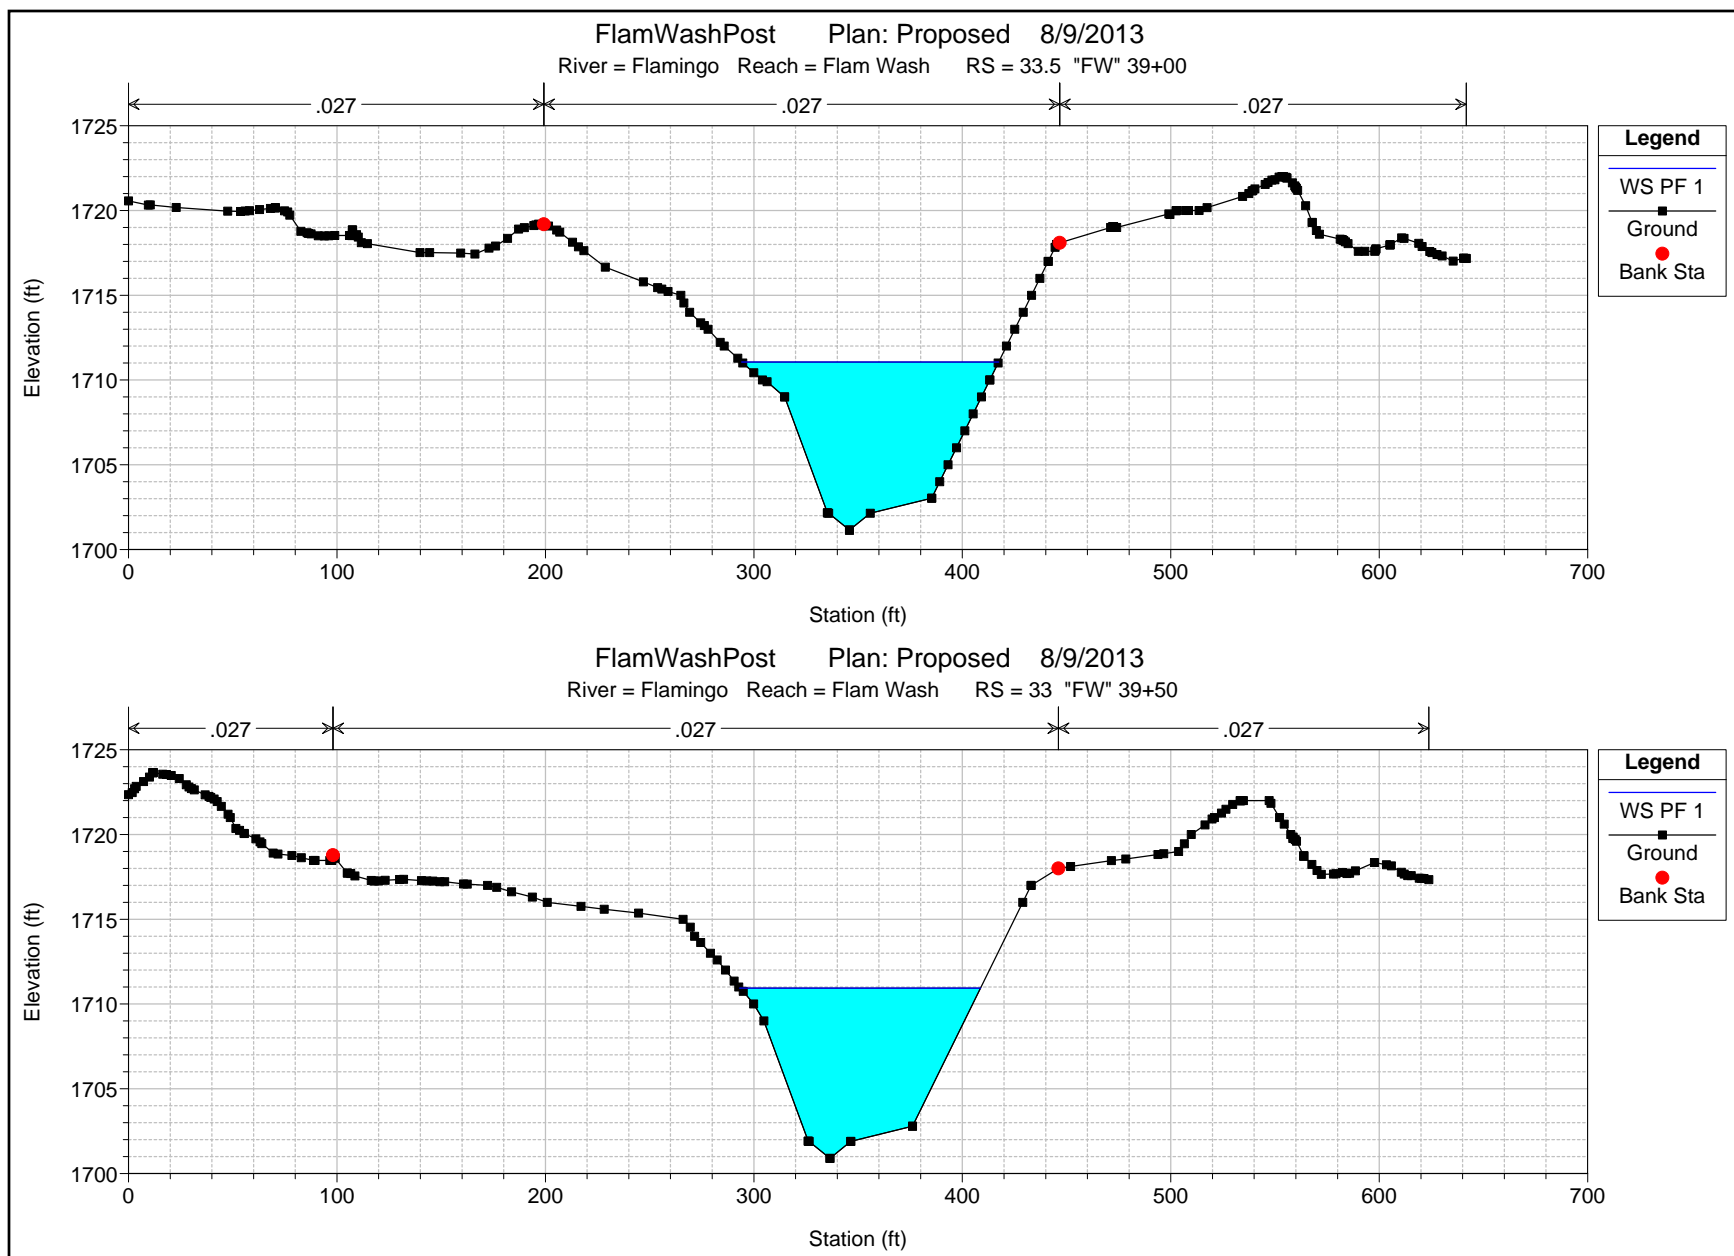 FlamWashPost Plan: Proposed 8/9/2013
River = Flamingo Reach = Flam Wash RS = 33.5 "FW" 39+00
.027 .027 .027
1725
1720
1715
1710
1705
1700
Elevation (ft)
0 100 200 300 400 500 600 700
Station (ft)
Legend
WS PF 1
Ground
Bank Sta
FlamWashPost Plan: Proposed 8/9/2013
River = Flamingo Reach = Flam Wash RS = 33 "FW" 39+50
.027 .027 .027
1725
1720
1715
1710
1705
1700
Elevation (ft)
0 100 200 300 400 500 600 700
Station (ft)
Legend
WS PF 1
Ground
Bank Sta